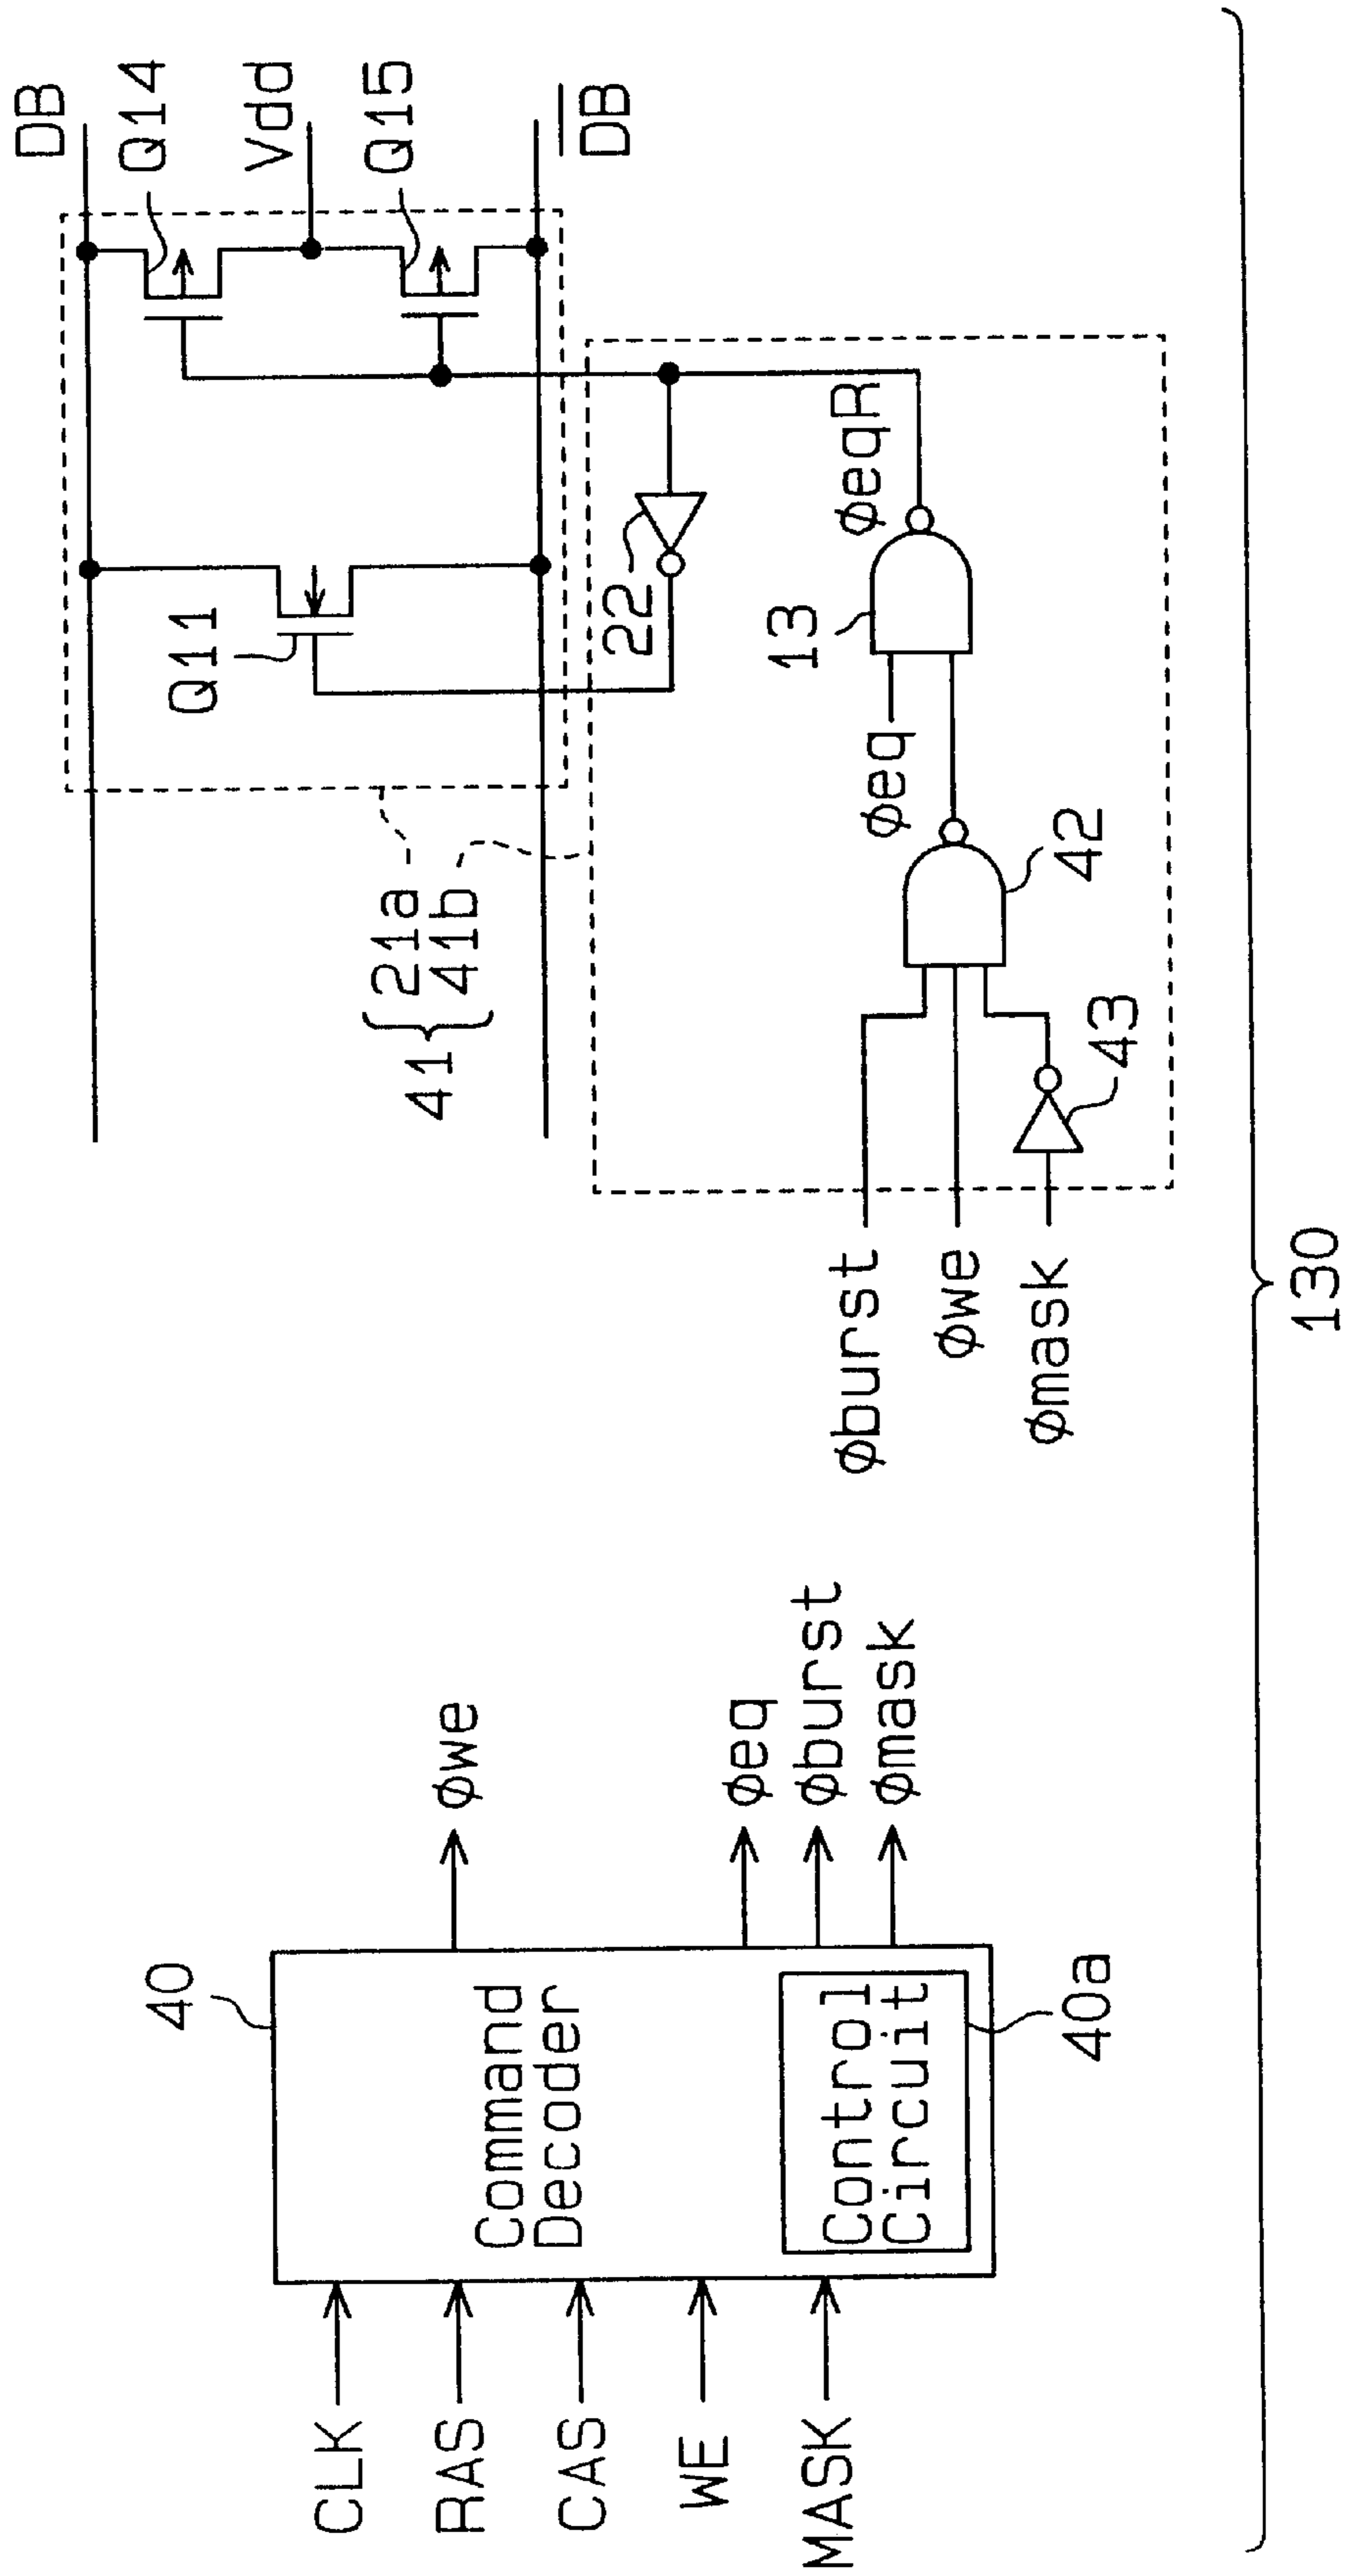 CLK
RAS
CAS
WE
MASK
40
Command
Decoder
Control
Circuit
40a
φwe
φeq
φburst
φmask
φburst
φwe
φmask
41{21a
41b
43
42
φeq
13
φeqR
22
Q11
DB
Q14
Vdd
Q15
DB
130